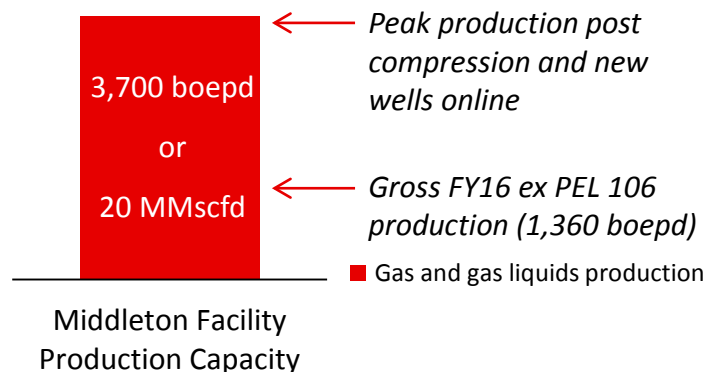 3,700 boepd
or
20 MMscfd
Peak production post
compression and new
wells online
Gross FY16 ex PEL 106
production (1,360 boepd)
Gas and gas liquids production
Middleton Facility
Production Capacity